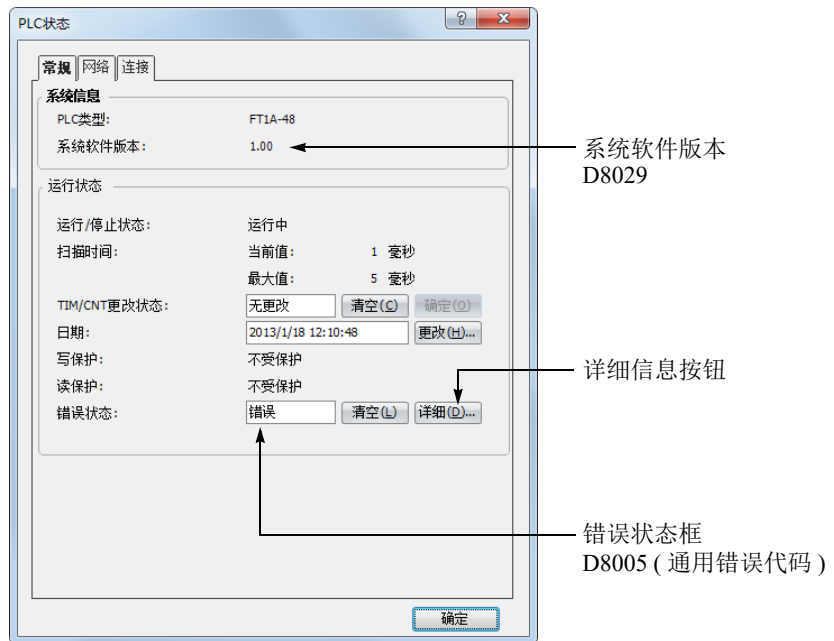 PLC状态
常规 网络 连接
系统信息
PLC类型: FT1A-48
系统软件版本: 1.00
系统软件版本
D8029
运行状态
运行/停止状态: 运行中
扫描时间: 当前值: 1 毫秒
最大值: 5 毫秒
TIM/CNT更改状态: 无更改 清空(C) 确定(O)
日期: 2013/1/18 12:10:48 更改(H)...
写保护: 不受保护
详细信息按钮
读保护: 不受保护
错误状态: 错误 清空(L) 详细(D)...
错误状态框
D8005 ( 通用错误代码 )
确定